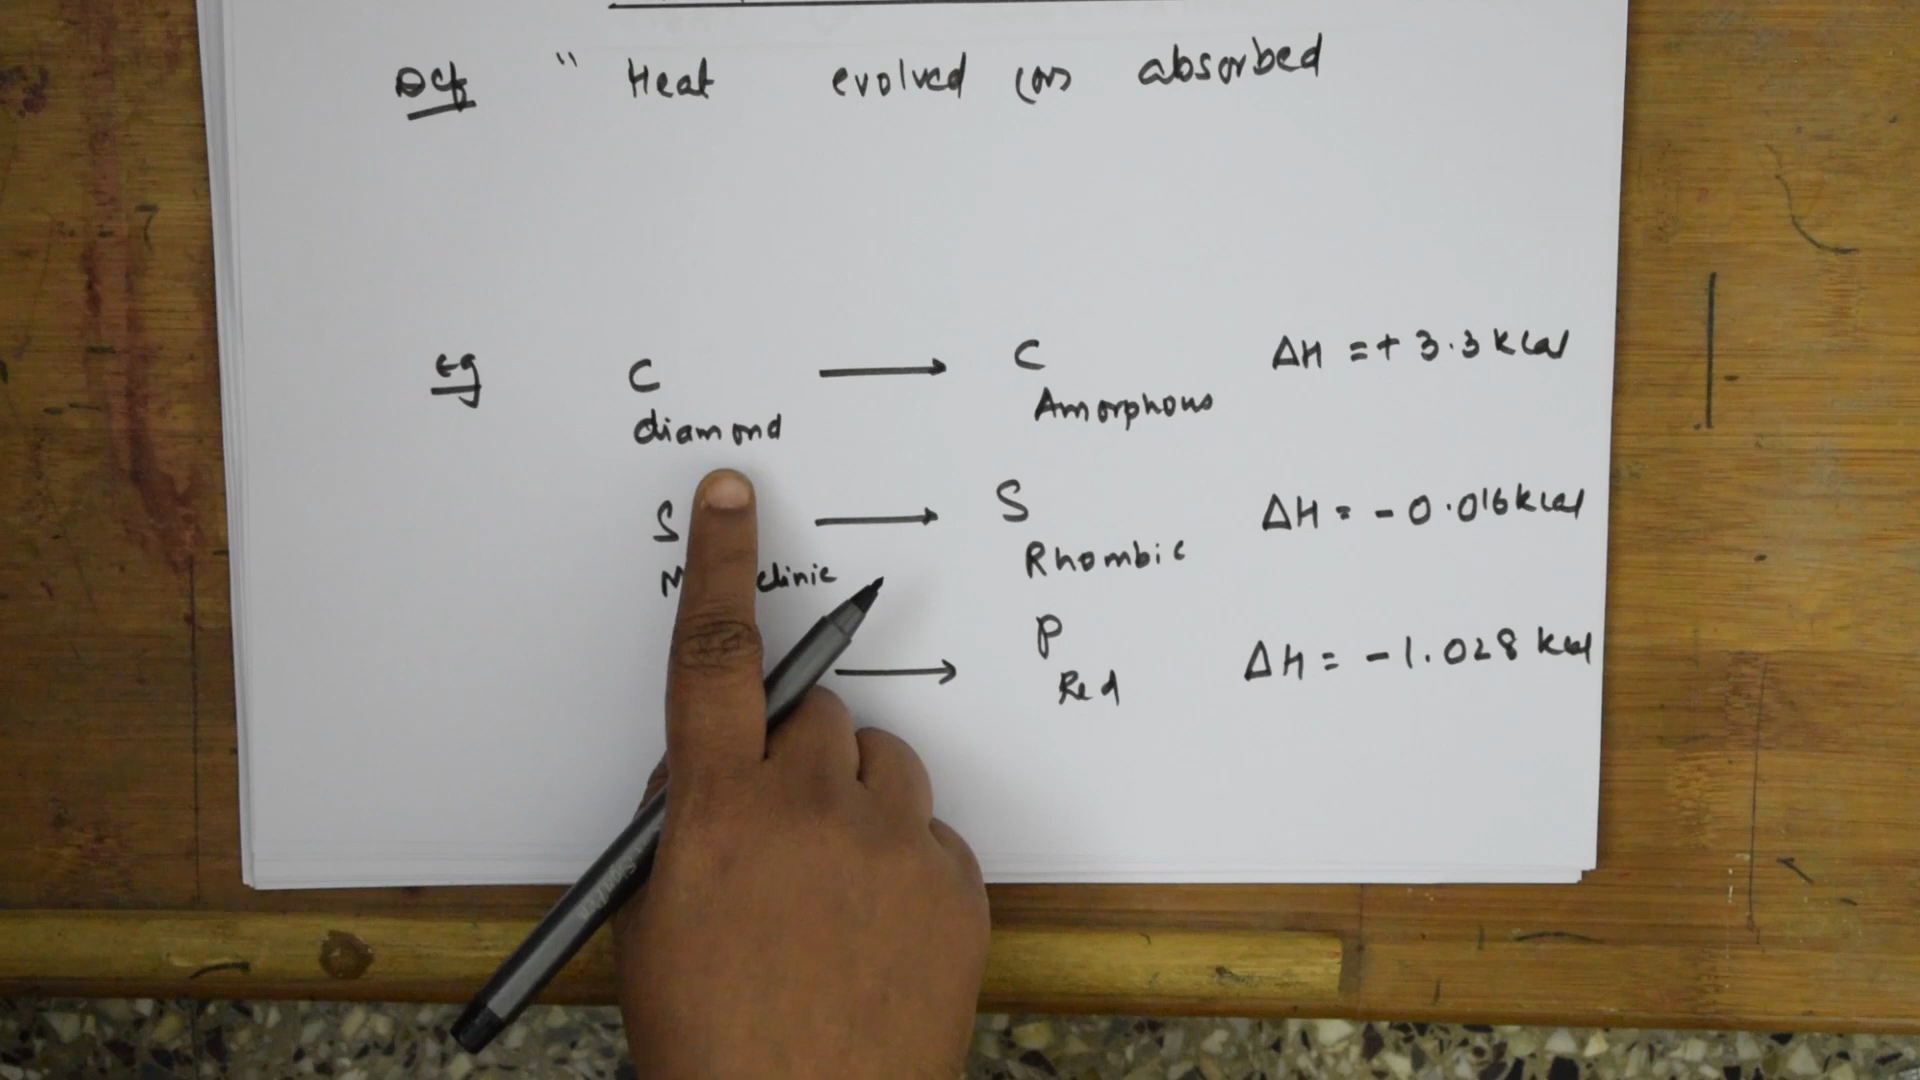 Def " Heat evolved (or) absorbed
Eg C ⟶ C ΔH = + 3.3 kcal
diamond Amorphous
S ⟶ S ΔH = - 0.016 kcal
clinic Rhombic
⟶ P ΔH = - 1.028 kcal
Red